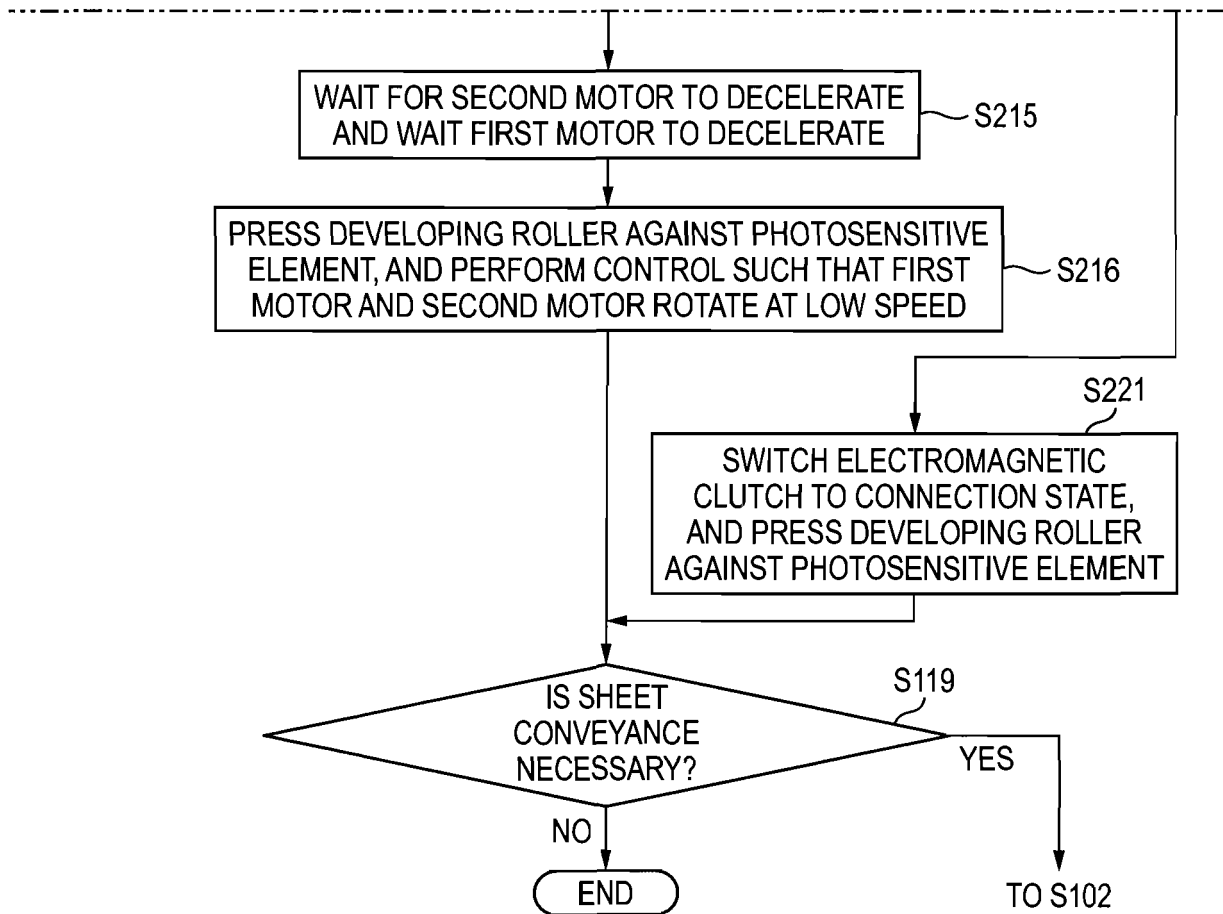 WAIT FOR SECOND MOTOR TO DECELERATE
AND WAIT FIRST MOTOR TO DECELERATE
S215
PRESS DEVELOPING ROLLER AGAINST PHOTOSENSITIVE
ELEMENT, AND PERFORM CONTROL SUCH THAT FIRST
MOTOR AND SECOND MOTOR ROTATE AT LOW SPEED
S216
S221
SWITCH ELECTROMAGNETIC
CLUTCH TO CONNECTION STATE,
AND PRESS DEVELOPING ROLLER
AGAINST PHOTOSENSITIVE ELEMENT
S119
IS SHEET
CONVEYANCE
NECESSARY?
YES
NO
END
TO S102